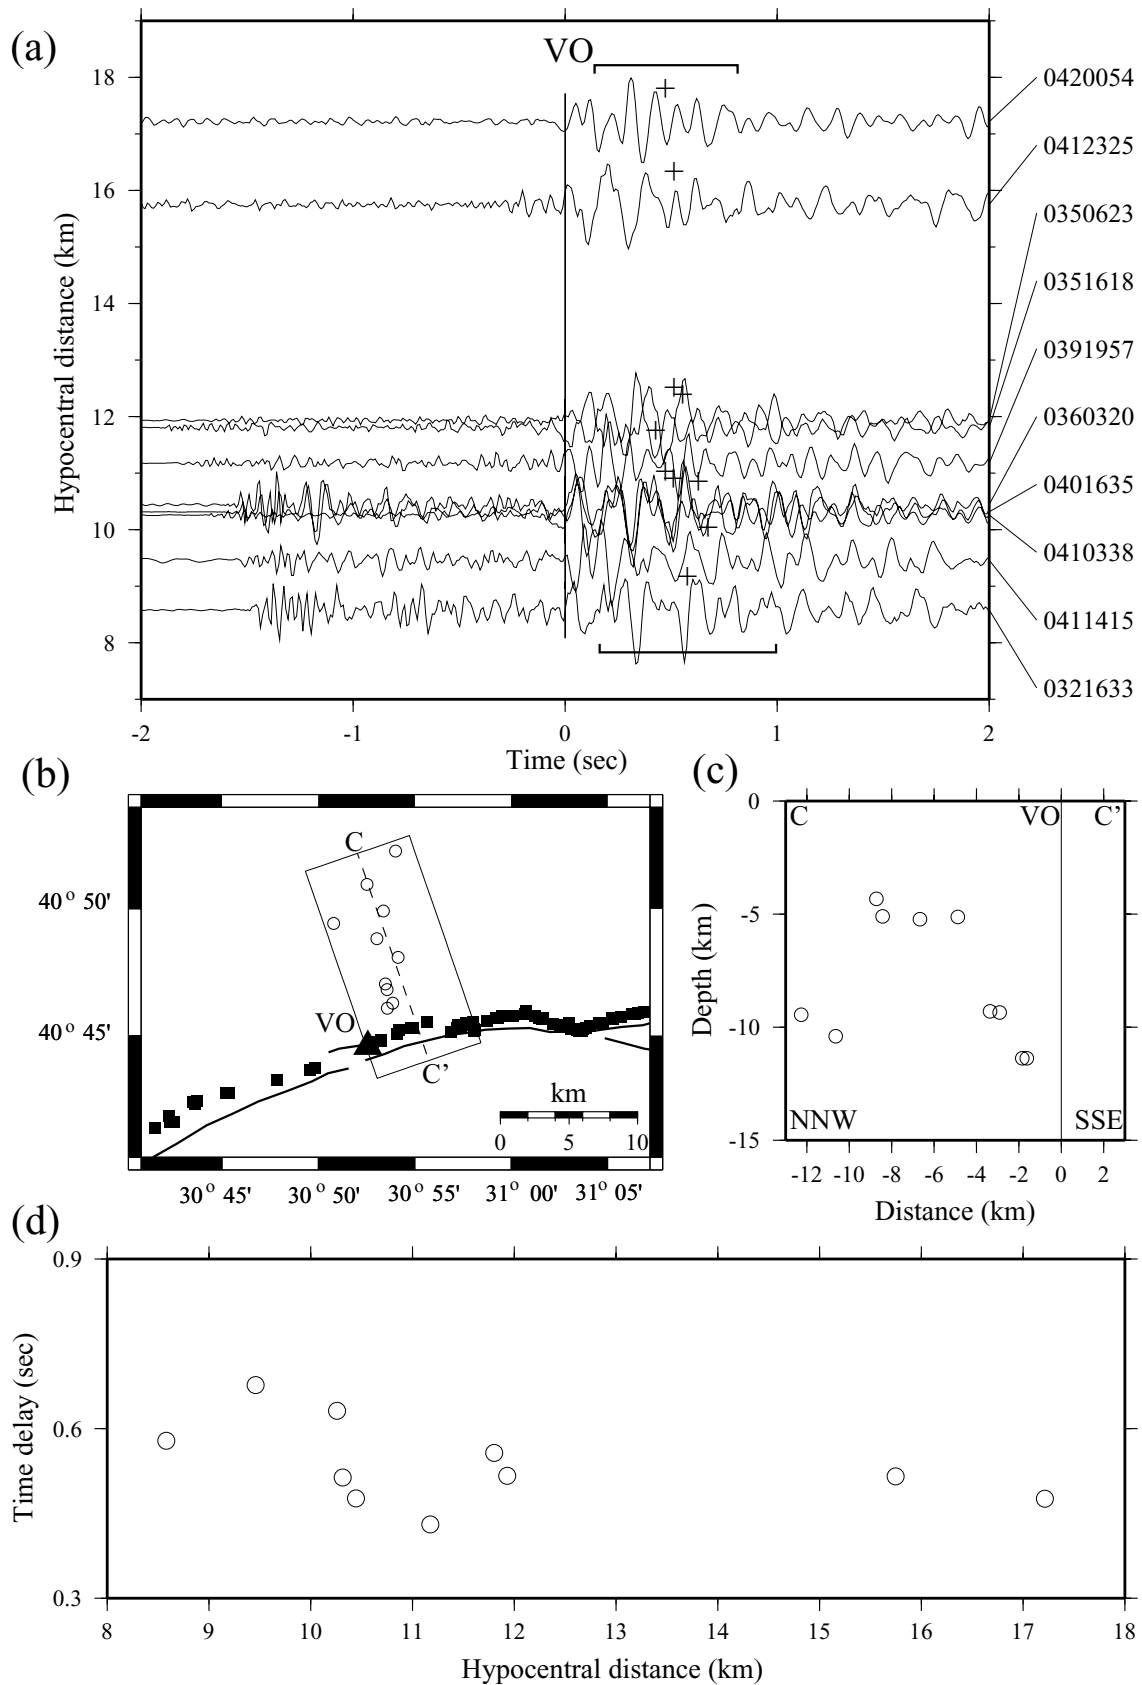 (a)
VO
18
16
14
12
10
8
Hypocentral distance (km)
-2 -1 0 1 2
Time (sec)
0420054
0412325
0350623
0351618
0391957
0360320
0401635
0410338
0411415
0321633
(b)
C
40° 50'
40° 45'
VO
C'
km
0 5 10
30° 45' 30° 50' 30° 55' 31° 00' 31° 05'
(c)
C VO C'
0
-5
-10
-15
Depth (km)
NNW SSE
-12 -10 -8 -6 -4 -2 0 2
Distance (km)
(d)
0.9
0.6
0.3
Time delay (sec)
8 9 10 11 12 13 14 15 16 17 18
Hypocentral distance (km)